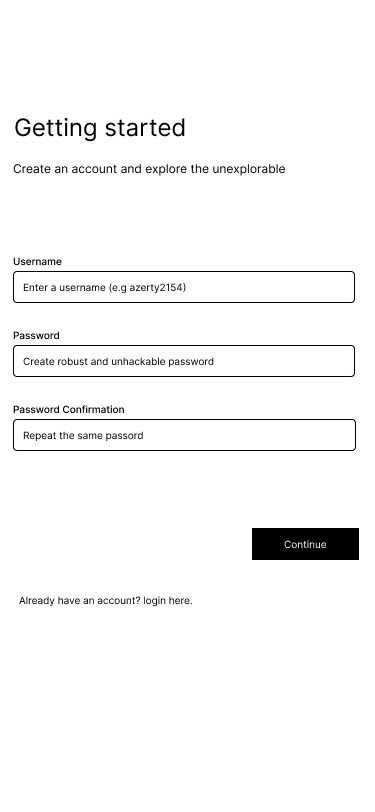 Getting started
Create an account and explore the unexplorable
Username
Enter a username (e.g azerty2154)
Password
Create robust and unhackable password
Password Confirmation
Repeat the same passord
Continue
Already have an account? login here.